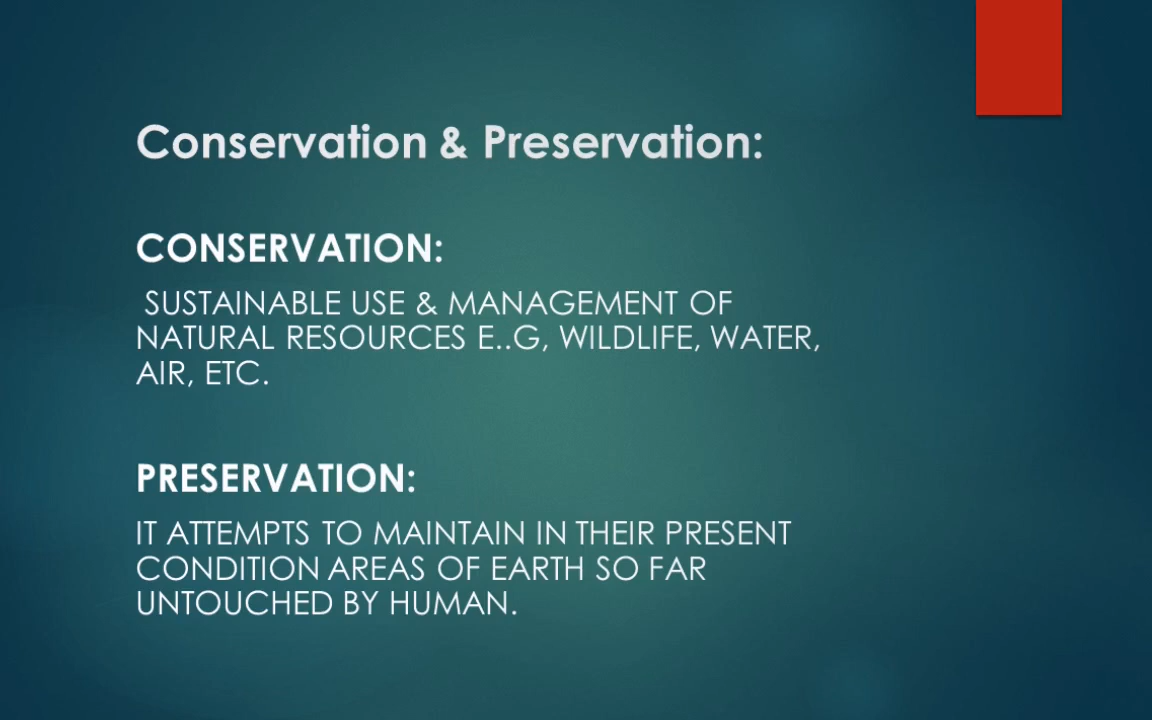 Conservation & Preservation:
CONSERVATION:
SUSTAINABLE USE & MANAGEMENT OF
NATURAL RESOURCES E..G, WILDLIFE, WATER,
AIR, ETC.
PRESERVATION:
IT ATTEMPTS TO MAINTAIN IN THEIR PRESENT
CONDITION AREAS OF EARTH SO FAR
UNTOUCHED BY HUMAN.